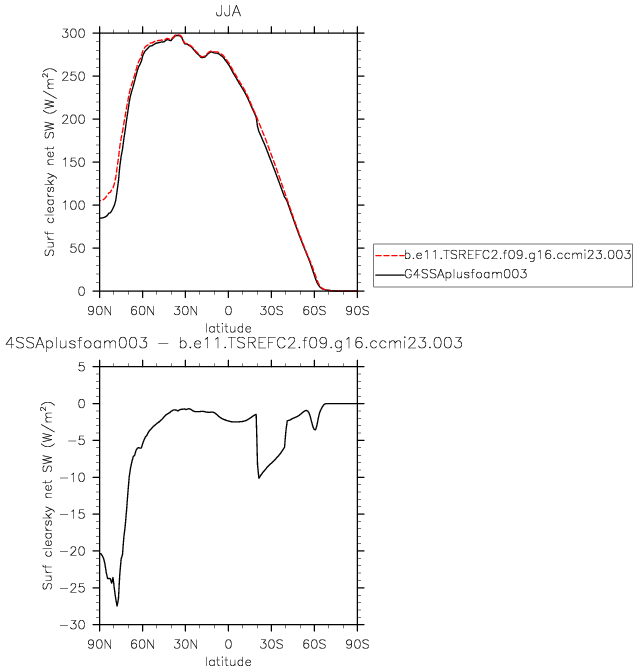 JJA
300
250
200
150
100
50
0
Surf clearsky net SW (W/m²)
90N 60N 30N 0 30S 60S 90S
latitude
b.e11.TSREFC2.f09.g16.ccmi23.003
G4SSAplusfoam003
4SSAplusfoam003 − b.e11.TSREFC2.f09.g16.ccmi23.003
5
0
−5
−10
−15
−20
−25
−30
Surf clearsky net SW (W/m²)
90N 60N 30N 0 30S 60S 90S
latitude